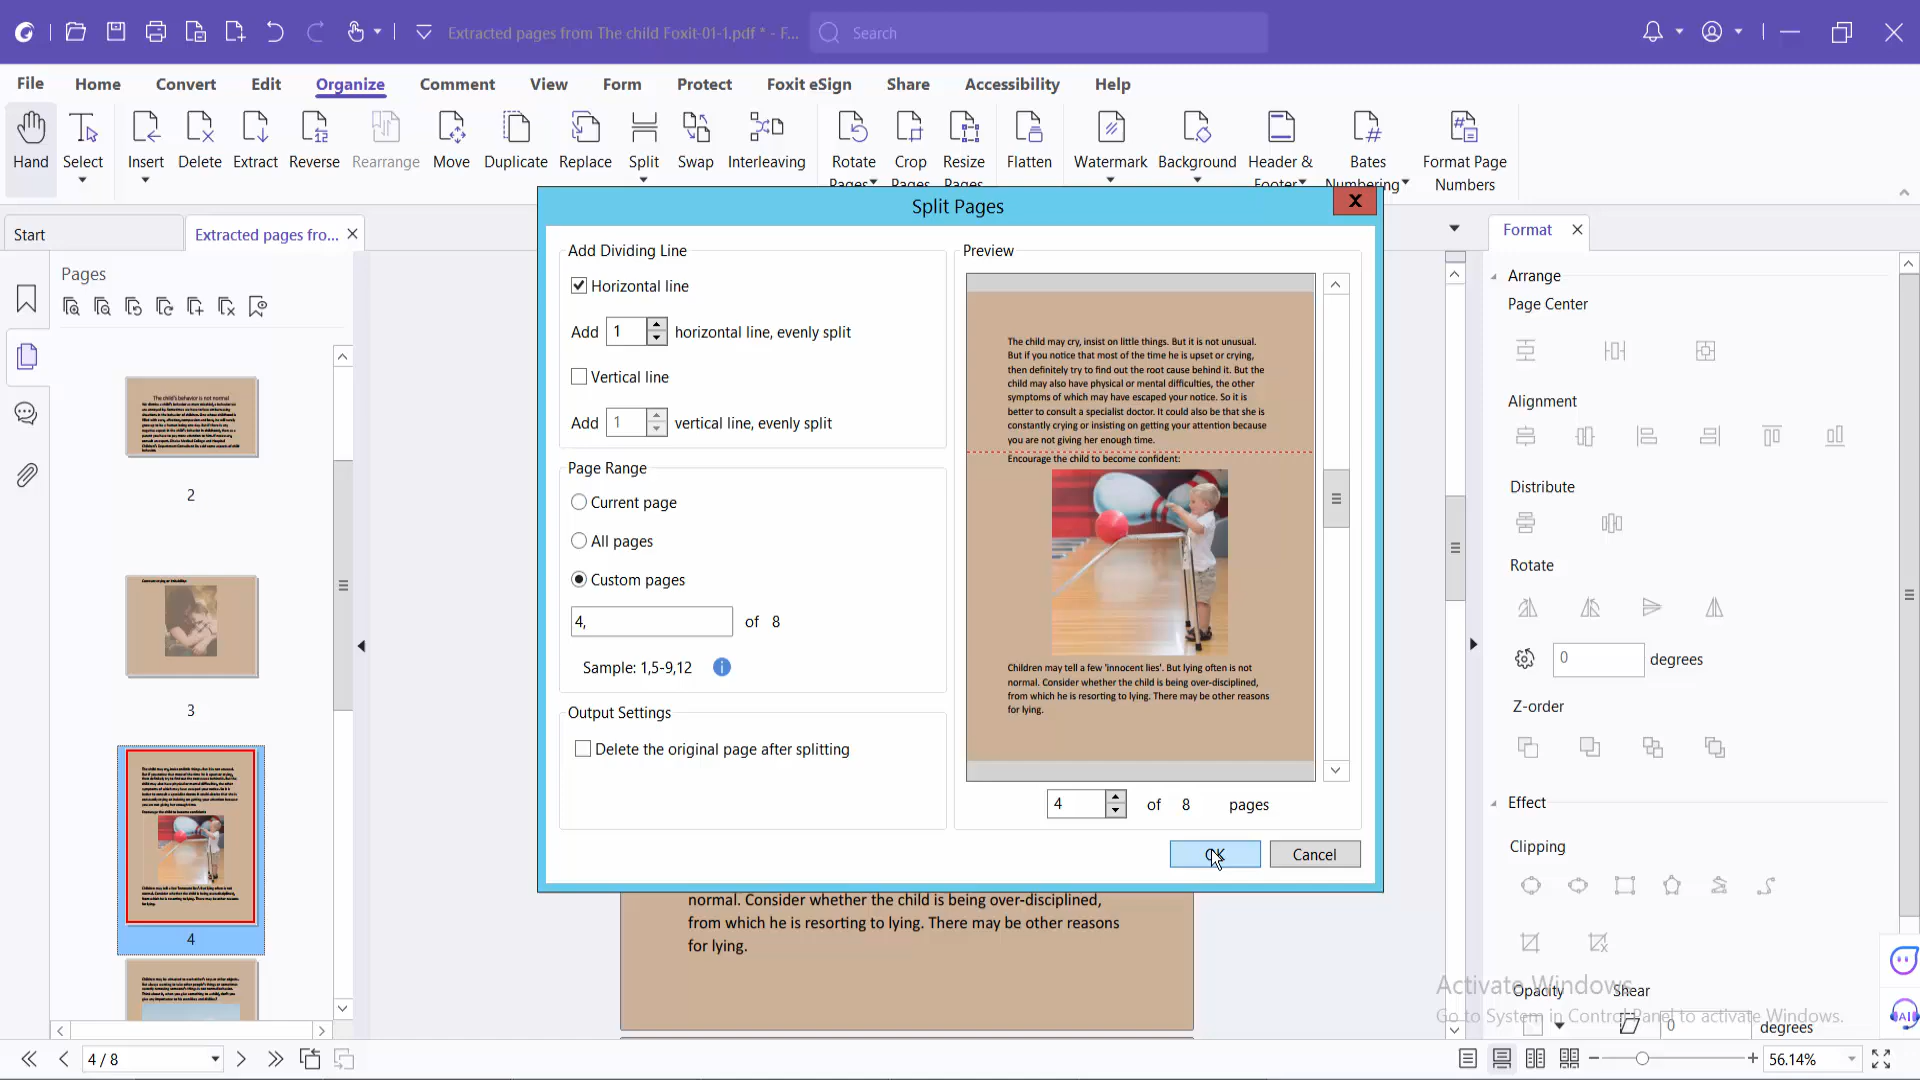 Extracted pages from The child Foxit-01-1.pdf * - F...
Search
File
Home
Convert
Edit
Organize
Comment
View
Form
Protect
Foxit eSign
Share
Accessibility
Help
Hand
Select
Insert
Delete
Extract
Reverse
Rearrange
Move
Duplicate
Replace
Split
Swap
Interleaving
Rotate
Pages
Crop
Pages
Resize
Pages
Flatten
Watermark
Background
Header &
Footer
Bates
Numbering
Format Page
Numbers
Start
Extracted pages fro...
Pages
The child's behavior is not normal
2
3
4
Split Pages
Add Dividing Line
Horizontal line
Add 1 horizontal line, evenly split
Vertical line
Add 1 vertical line, evenly split
Page Range
Current page
All pages
Custom pages
4, of 8
Sample: 1,5-9,12
Output Settings
Delete the original page after splitting
Preview
The child may cry, insist on little things. But it is not unusual.
But if you notice that most of the time he is upset or crying,
then definitely try to find out the root cause behind it. But the
child may also have physical or mental difficulties, the other
symptoms of which may have escaped your notice. So it is
better to consult a specialist doctor. It could also be that she is
constantly crying or insisting on getting your attention because
you are not giving her enough time.
Encourage the child to become confident:
Children may tell a few 'innocent lies'. But lying often is not
normal. Consider whether the child is being over-disciplined,
from which he is resorting to lying. There may be other reasons
for lying.
4 of 8 pages
OK
Cancel
normal. Consider whether the child is being over-disciplined,
from which he is resorting to lying. There may be other reasons
for lying.
Format
Arrange
Page Center
Alignment
Distribute
Rotate
0 degrees
Z-order
Effect
Clipping
Opacity
Shear
0 degrees
Activate Windows
Go to System in Control Panel to activate Windows.
AI
4 / 8
56.14%